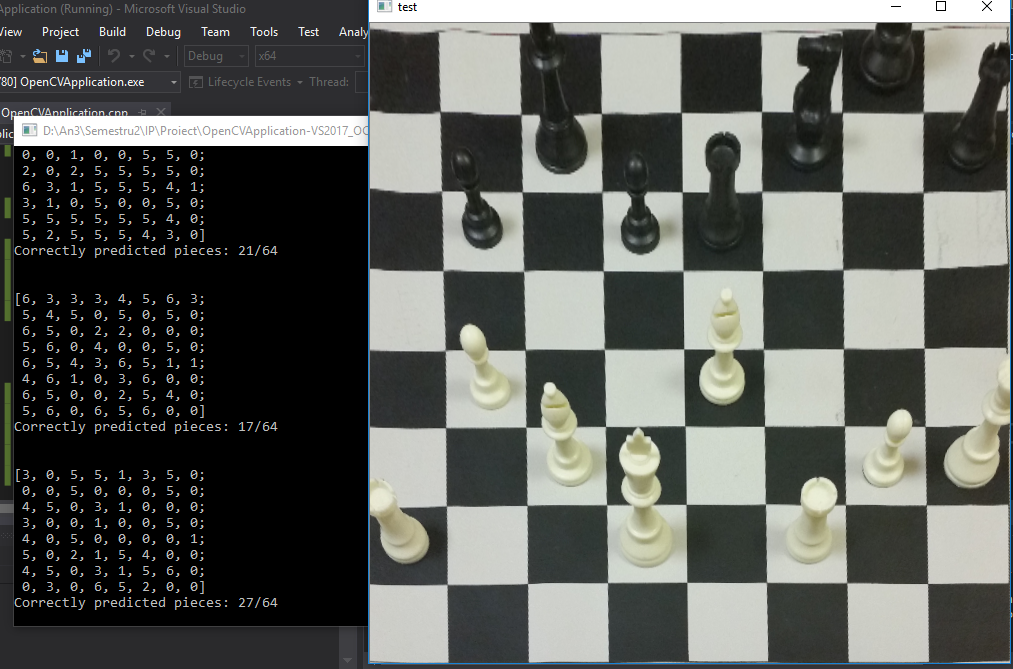 Application (Running) - Microsoft Visual Studio
View Project Build Debug Team Tools Test Analy
Debug x64
780] OpenCVApplication.exe Lifecycle Events Thread:
OpenCVApplication.cpp
D:\An3\Semestru2\IP\Proiect\OpenCVApplication-VS2017_OC
test
0, 0, 1, 0, 0, 5, 5, 0;
2, 0, 2, 5, 5, 5, 5, 0;
6, 3, 1, 5, 5, 5, 4, 1;
3, 1, 0, 5, 0, 0, 5, 0;
5, 5, 5, 5, 5, 5, 4, 0;
5, 2, 5, 5, 5, 4, 3, 0]
Correctly predicted pieces: 21/64
[6, 3, 3, 3, 4, 5, 6, 3;
5, 4, 5, 0, 5, 0, 5, 0;
6, 5, 0, 2, 2, 0, 0, 0;
5, 6, 0, 4, 0, 0, 5, 0;
6, 5, 4, 3, 6, 5, 1, 1;
4, 6, 1, 0, 3, 6, 0, 0;
6, 5, 0, 0, 2, 5, 4, 0;
5, 6, 0, 6, 5, 6, 0, 0]
Correctly predicted pieces: 17/64
[3, 0, 5, 5, 1, 3, 5, 0;
0, 0, 5, 0, 0, 0, 5, 0;
4, 5, 0, 3, 1, 0, 0, 0;
3, 0, 0, 1, 0, 0, 5, 0;
4, 0, 5, 0, 0, 0, 0, 1;
5, 0, 2, 1, 5, 4, 0, 0;
4, 5, 0, 3, 1, 5, 6, 0;
0, 3, 0, 6, 5, 2, 0, 0]
Correctly predicted pieces: 27/64